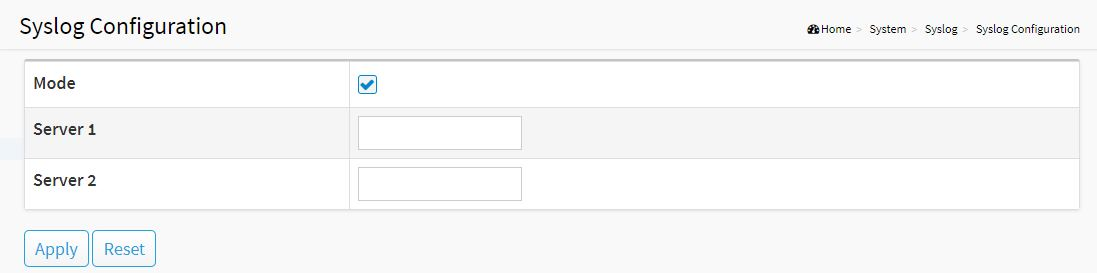 Syslog Configuration
Home > System > Syslog > Syslog Configuration
Mode
Server 1
Server 2
Apply Reset